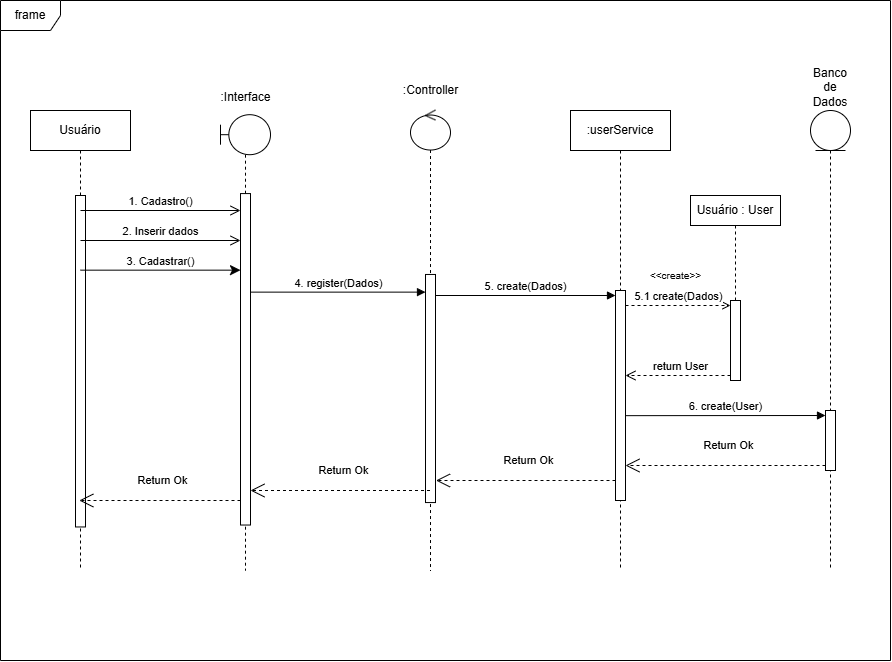 frame
Banco
de
Dados
:Controller
:Interface
Usuário
:userService
1. Cadastro()
Usuário : User
2. Inserir dados
3. Cadastrar()
<<create>>
4. register(Dados)
5. create(Dados)
5.1 create(Dados)
return User
6. create(User)
Return Ok
Return Ok
Return Ok
Return Ok